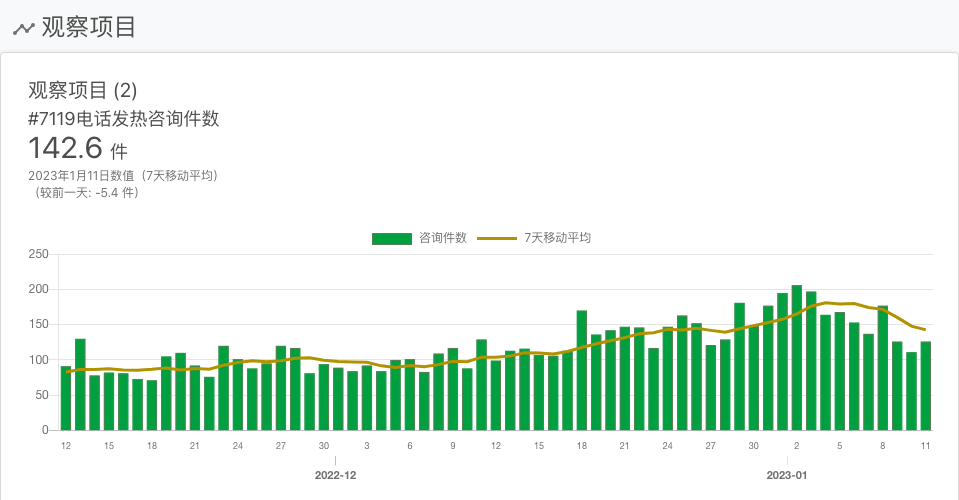 观察项目
观察项目 (2)
#7119电话发热咨询件数
142.6 件
2023年1月11日数值（7天移动平均）
（较前一天: -5.4 件）
咨询件数 7天移动平均
250
200
150
100
50
0
12 15 18 21 24 27 30 3 6 9 12 15 18 21 24 27 30 2 5 8 11
2022-12 2023-01